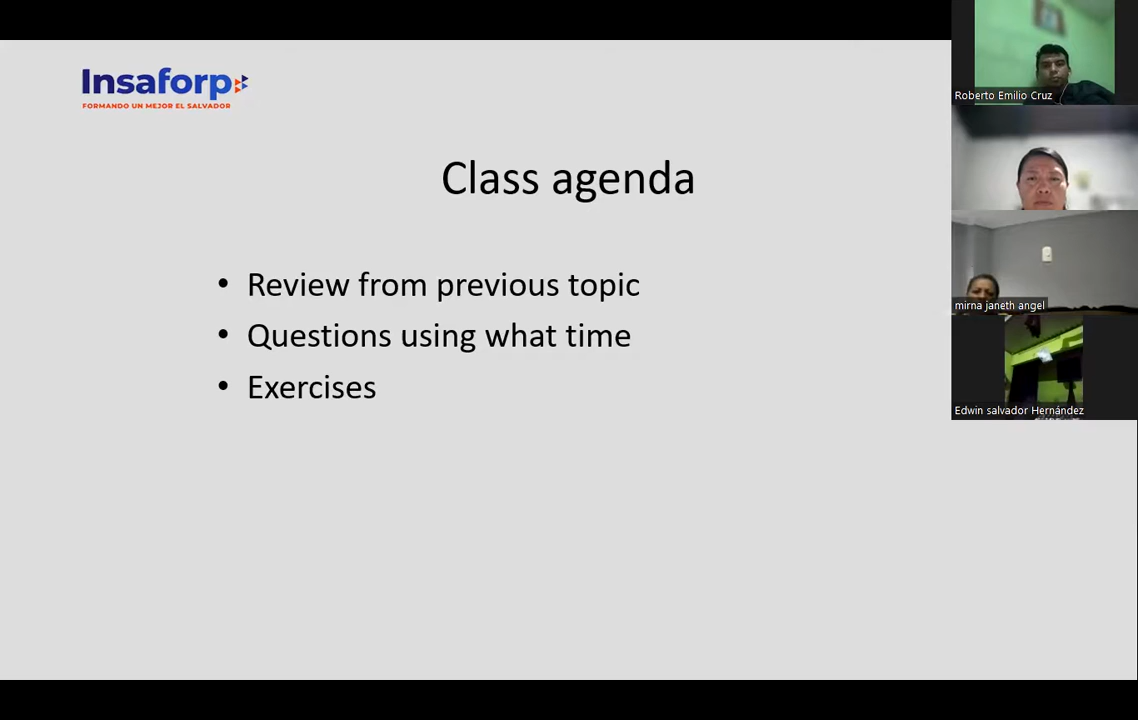 Insaforp
FORMANDO UN MEJOR EL SALVADOR
Class agenda
• Review from previous topic
• Questions using what time
• Exercises
Roberto Emilio Cruz
mirna janeth angel
Edwin salvador Hernández